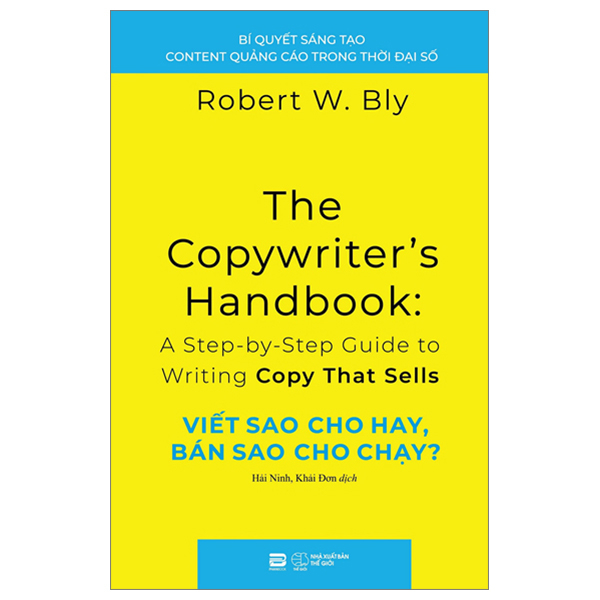 BÍ QUYẾT SÁNG TẠO
CONTENT QUẢNG CÁO TRONG THỜI ĐẠI SỐ
Robert W. Bly
The
Copywriter's
Handbook:
A Step-by-Step Guide to
Writing Copy That Sells
VIẾT SAO CHO HAY,
BÁN SAO CHO CHẠY?
Hải Ninh, Khải Đơn dịch
NHÀ XUẤT BẢN
THẾ GIỚI
THẾ GIỚI